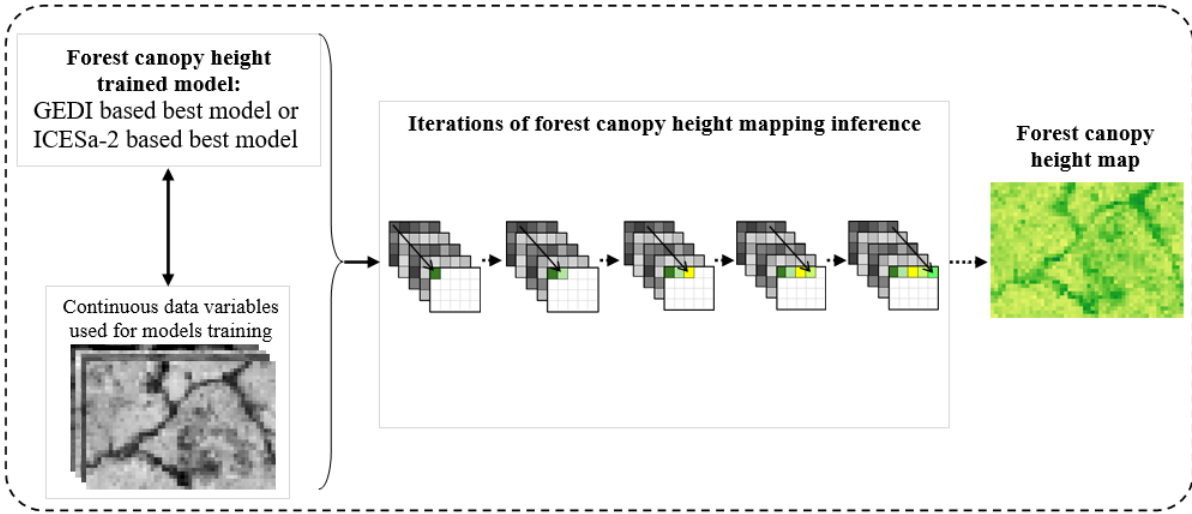 Forest canopy height
trained model:
GEDI based best model or
ICESa-2 based best model
Continuous data variables
used for models training
Iterations of forest canopy height mapping inference
Forest canopy
height map